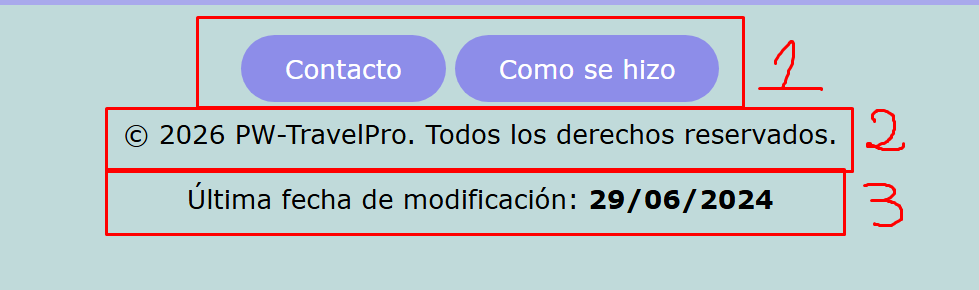 Contacto Como se hizo 1
© 2026 PW-TravelPro. Todos los derechos reservados. 2
Última fecha de modificación: 29/06/2024 3